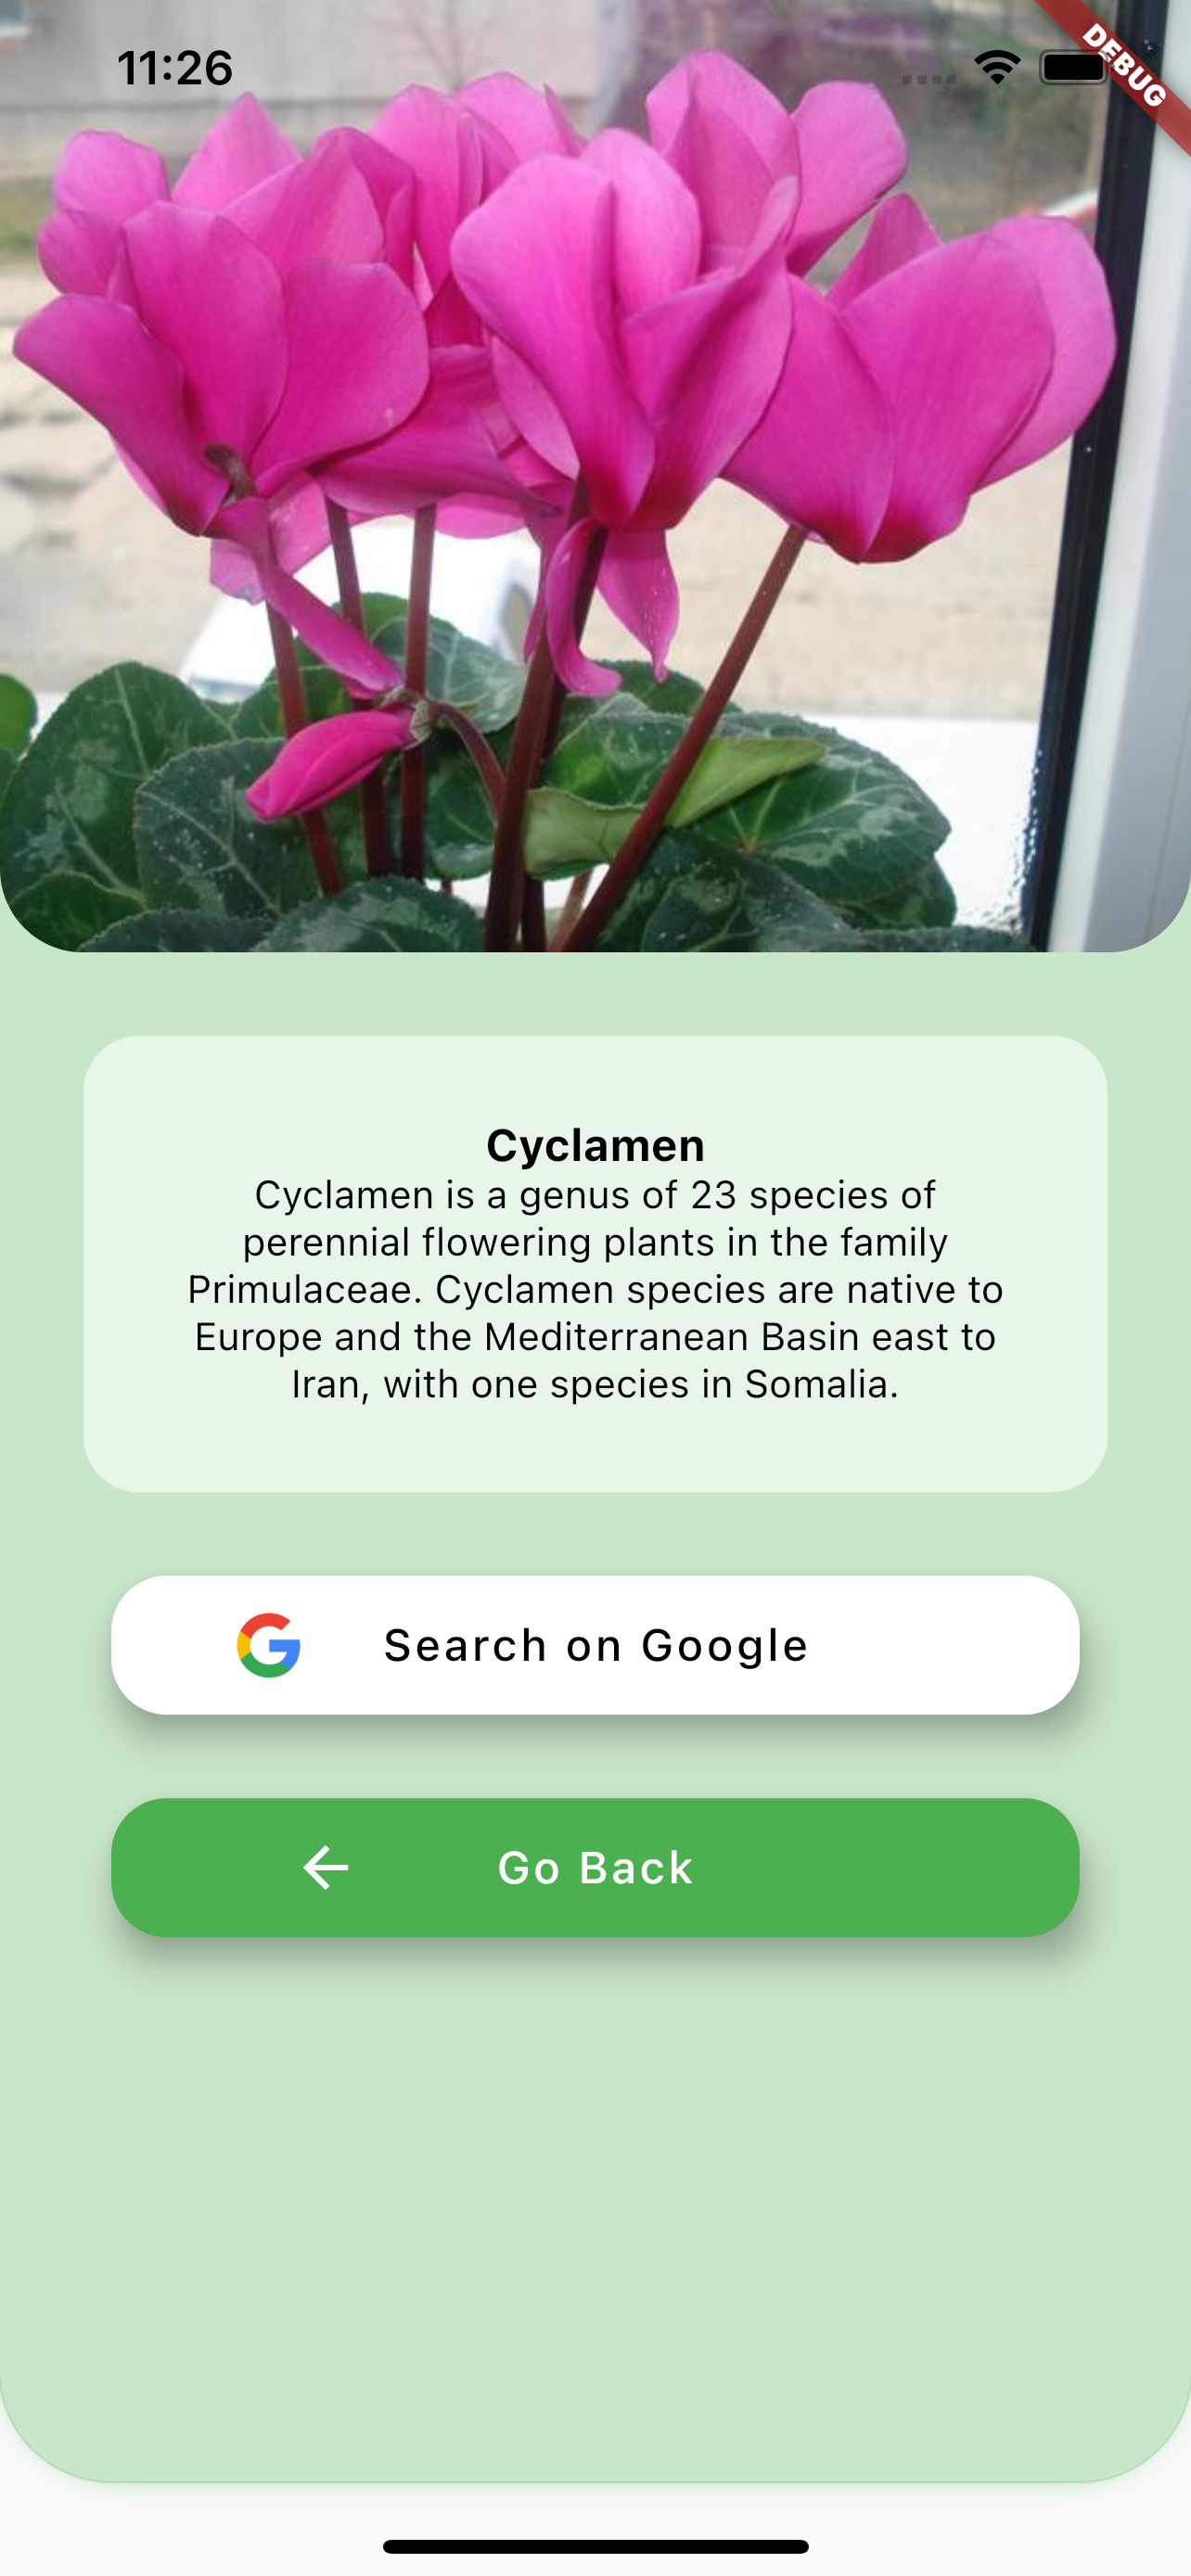 11:26
DEBUG
Cyclamen
Cyclamen is a genus of 23 species of
perennial flowering plants in the family
Primulaceae. Cyclamen species are native to
Europe and the Mediterranean Basin east to
Iran, with one species in Somalia.
Search on Google
Go Back